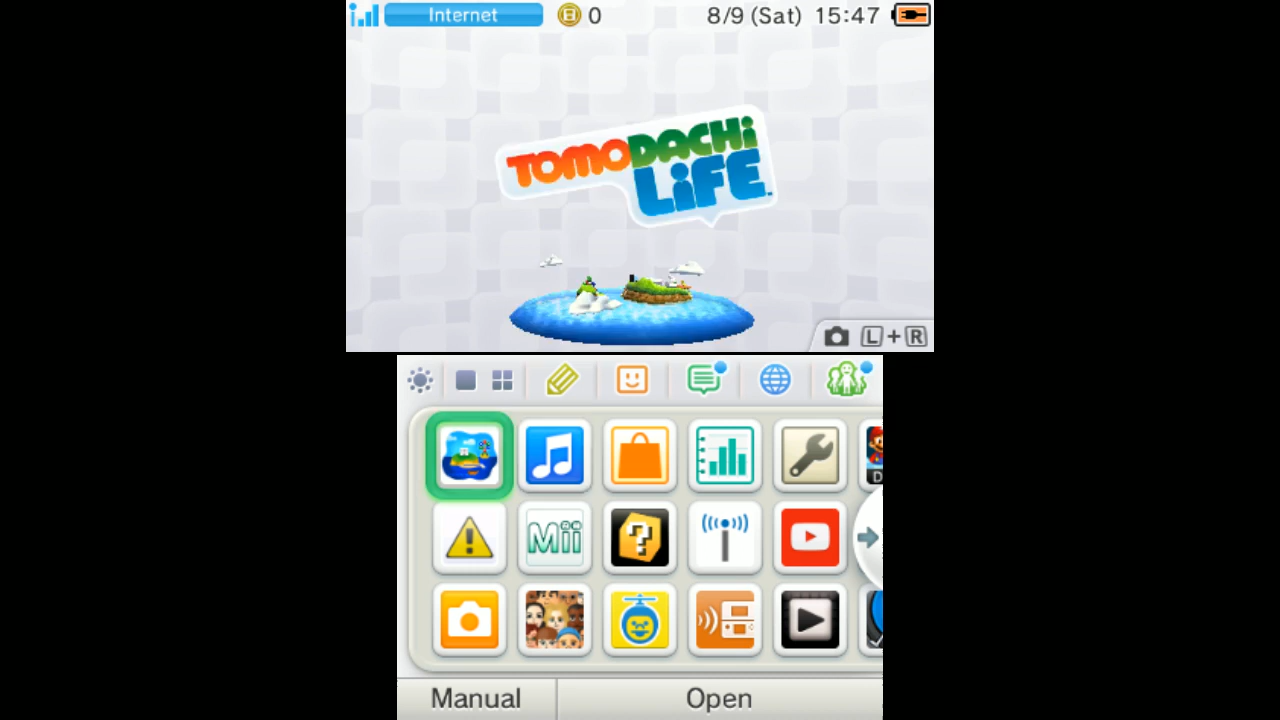 Internet
0
8/9 (Sat) 15:47
TOMODACHI
LiFE
L+R
Mii
?
D
Manual
Open